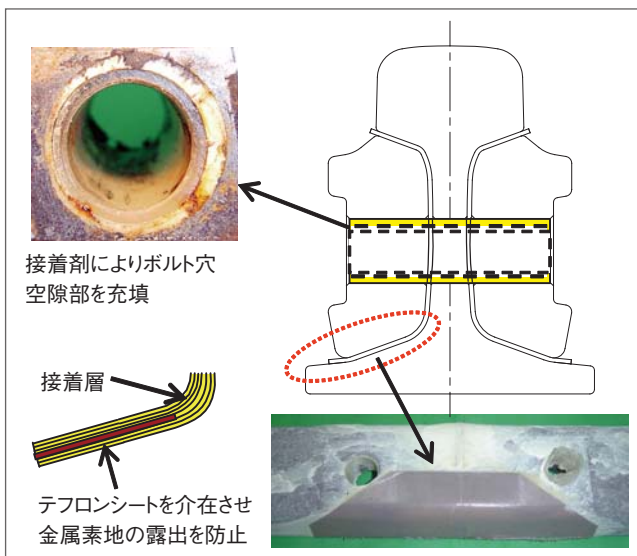 接着剤によりボルト穴
空隙部を充填
接着層
テフロンシートを介在させ
金属素地の露出を防止